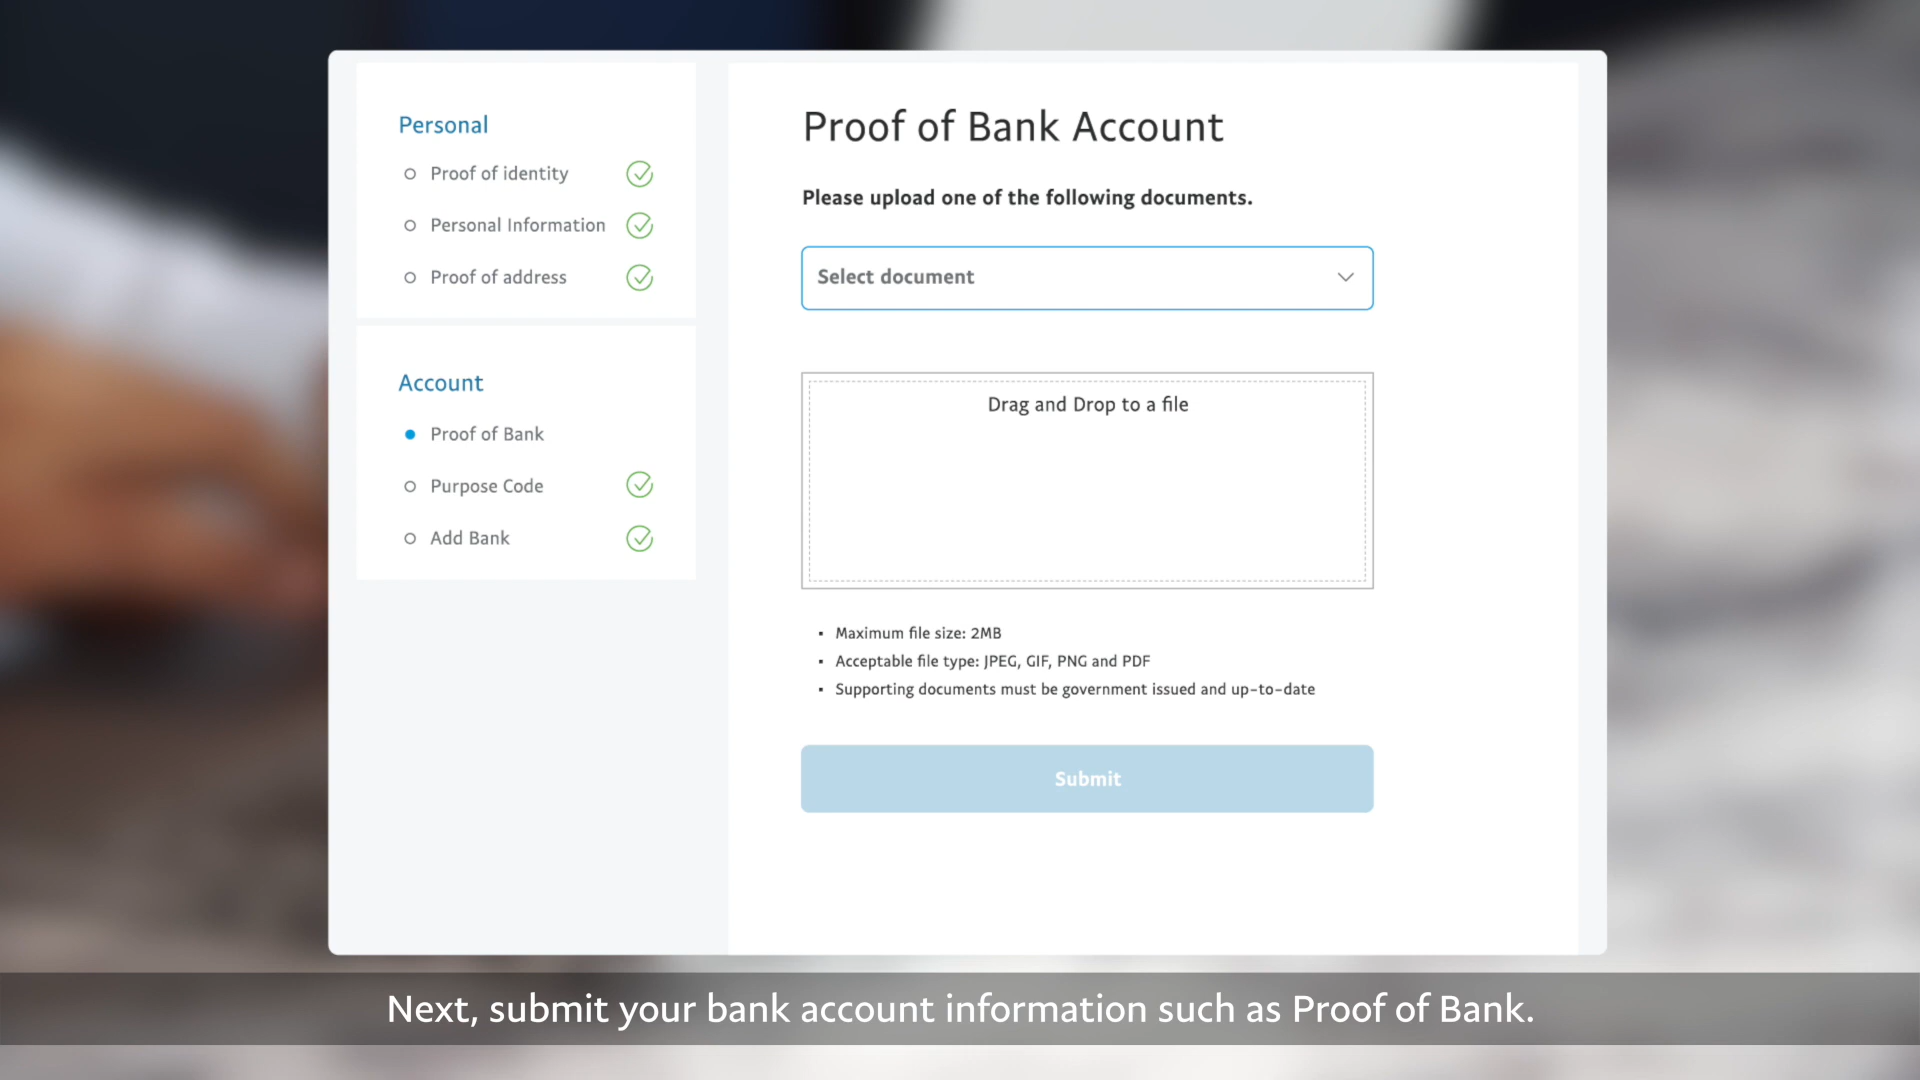 Personal
Proof of identity
Personal Information
Proof of address
Account
Proof of Bank
Purpose Code
Add Bank
Proof of Bank Account
Please upload one of the following documents.
Select document
Drag and Drop to a file
Maximum file size: 2MB
Acceptable file type: JPEG, GIF, PNG and PDF
Supporting documents must be government issued and up-to-date
Submit
Next, submit your bank account information such as Proof of Bank.